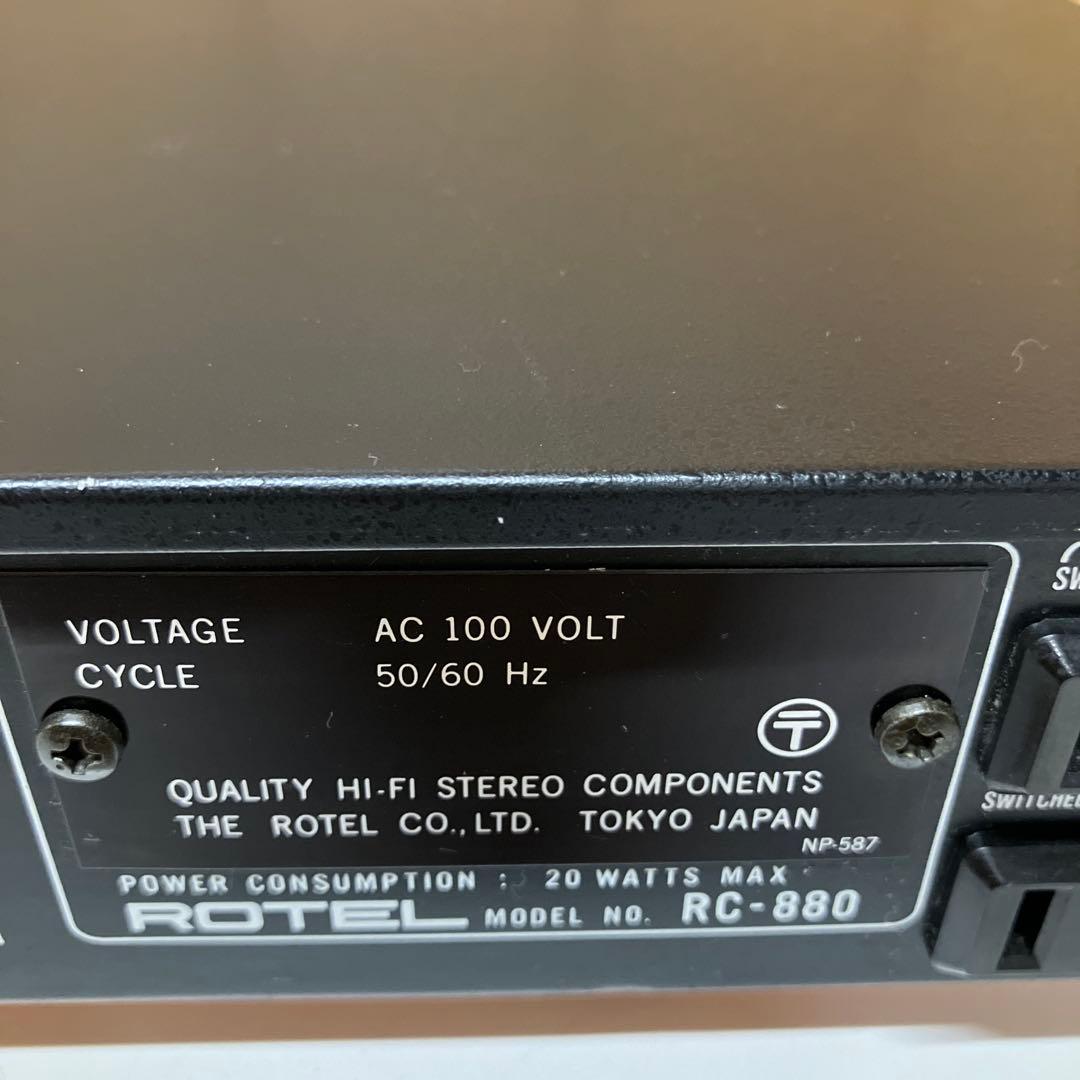 VOLTAGE AC 100 VOLT
CYCLE 50/60 Hz
〒
QUALITY HI-FI STEREO COMPONENTS
THE ROTEL CO., LTD. TOKYO JAPAN
NP-587
POWER CONSUMPTION : 20 WATTS MAX
ROTEL MODEL NO. RC-880